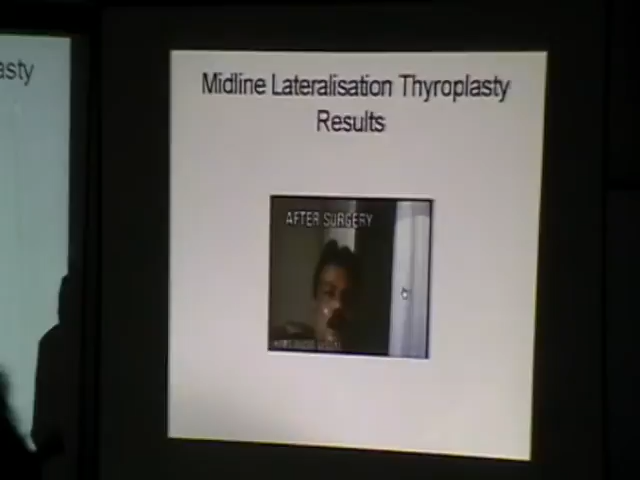 asty
Midline Lateralisation Thyroplasty
Results
AFTER SURGERY